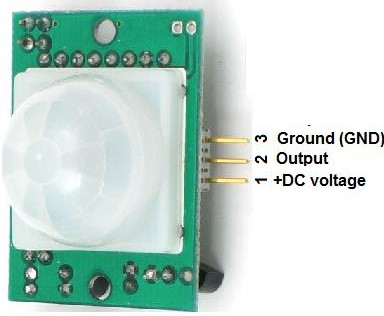 3 Ground (GND)
2 Output
1 +DC voltage